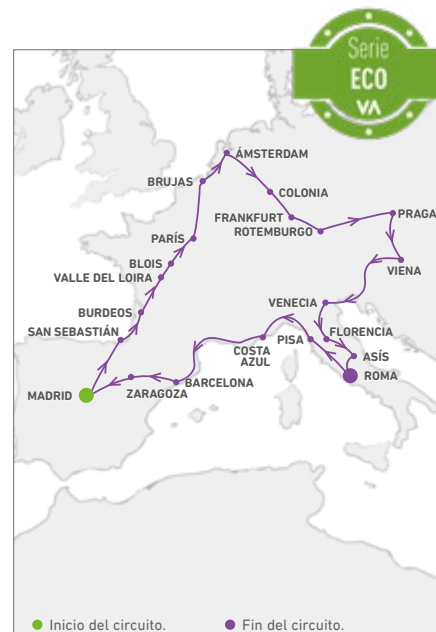 Serie
ECO
VA
ÁMSTERDAM
BRUJAS
COLONIA
FRANKFURT
ROTEMBURGO
PRAGA
PARÍS
BLOIS
VALLE DEL LOIRA
VIENA
BURDEOS
VENECIA
SAN SEBASTIÁN
FLORENCIA
COSTA
AZUL
PISA
ASÍS
ROMA
MADRID
BARCELONA
ZARAGOZA
Inicio del circuito.
Fin del circuito.